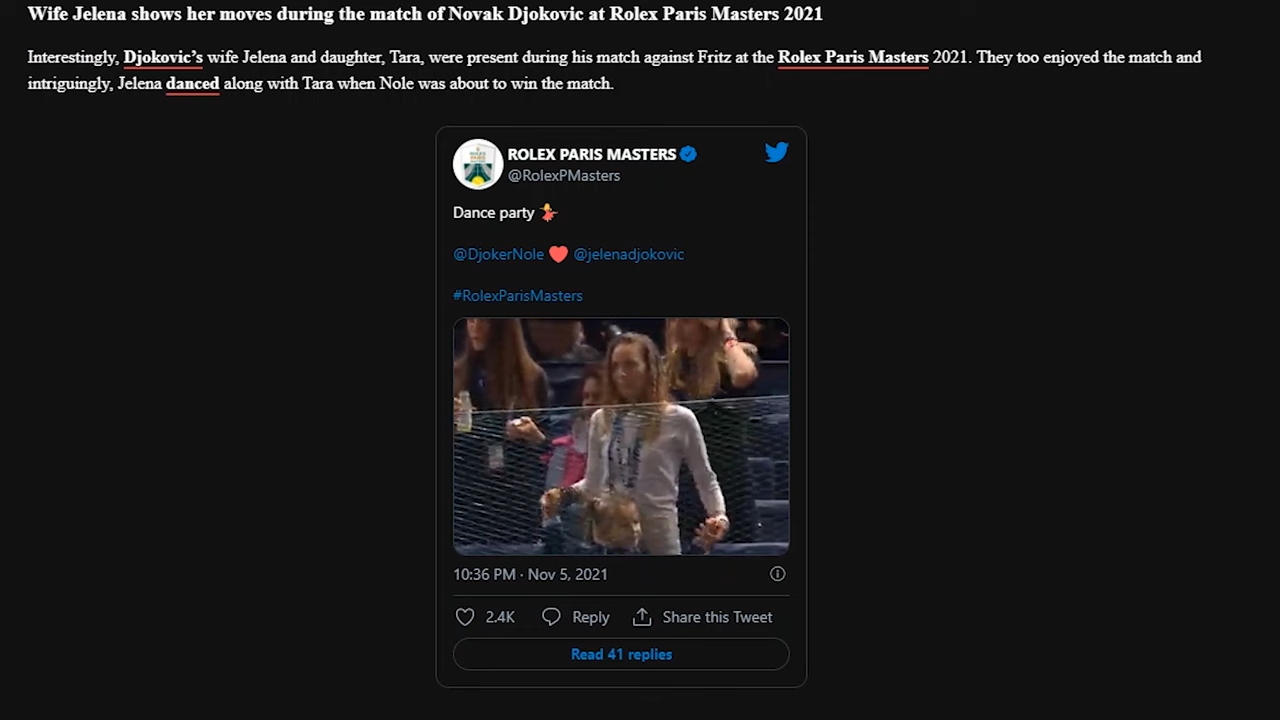 Wife Jelena shows her moves during the match of Novak Djokovic at Rolex Paris Masters 2021
Interestingly, Djokovic’s wife Jelena and daughter, Tara, were present during his match against Fritz at the Rolex Paris Masters 2021. They too enjoyed the match and
intriguingly, Jelena danced along with Tara when Nole was about to win the match.
ROLEX PARIS MASTERS
@RolexPMasters
Dance party 💃
@DjokerNole ❤️ @jelenadjokovic
#RolexParisMasters
10:36 PM · Nov 5, 2021
2.4K Reply Share this Tweet
Read 41 replies